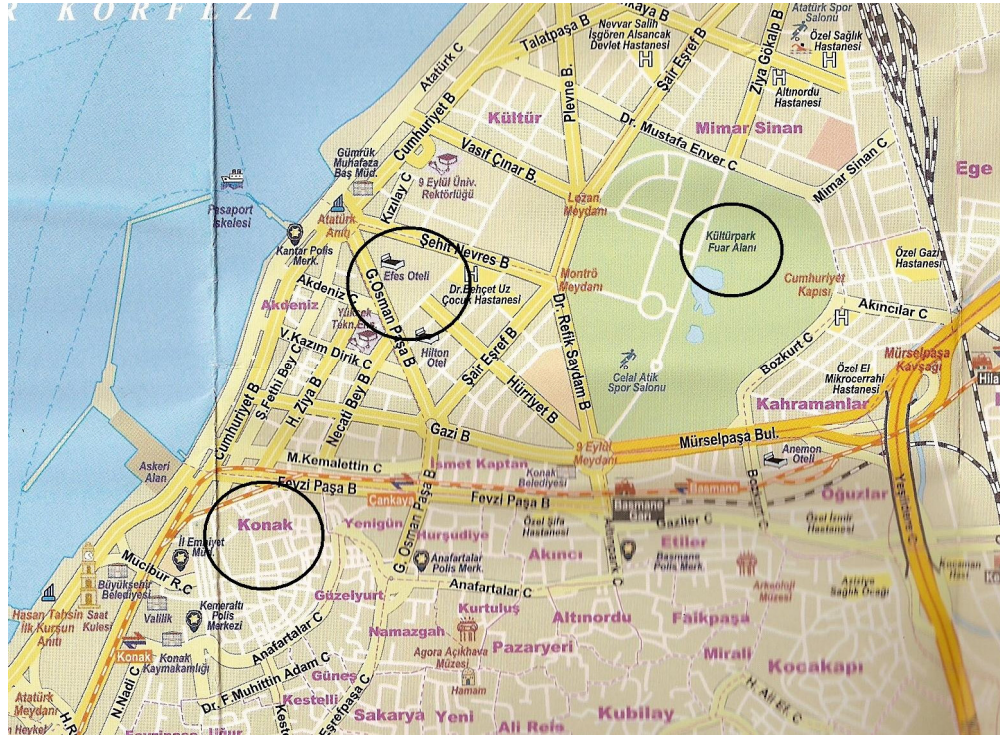 R KÖRFEZİ
Atatürk C
Talatpaşa B
Nevvar Salih
İşgören Alsancak
Devlet Hastanesi
Şair Eşref B
Ziya Gökalp B
Atatürk Spor
Salonu
Özel Sağlık
Hastanesi
Altınordu
Hastanesi
Plevne B.
Kültür
Cumhuriyet B
Dr. Mustafa Enver C
Mimar Sinan
Mimar Sinan C
Ege
Vasıf Çınar B.
Gümrük
Muhafaza
Baş Müd.
9 Eylül Üniv.
Rektörlüğü
Kızılay C
Lozan
Meydanı
Pasaport
İskelesi
Atatürk
Anıtı
Kantar Polis
Merk.
Şehit Nevres B
Kültürpark
Fuar Alanı
Özel Gazi
Hastanesi
Efes Oteli
Dr.Behçet Uz
Çocuk Hastanesi
Montrö
Meydanı
Cumhuriyet
Kapısı
Akdeniz C
Akdeniz
G.Osman Paşa B
Dr. Refik Saydam B
Akıncılar C
Yüksek
V.Kazım Dirik C
Hilton
Otel
Şair Eşref B
Hürriyet B
Celal Atik
Spor Salonu
Bozkurt C
Özel El
Mikrocerrahi
Hastanesi
Mürselpaşa
Kavşağı
S.Fethi Bey C
H. Ziya B
Necati Bey B
Cumhuriyet B
Kahramanlar
Gazi B
9 Eylül
Meydanı
Mürselpaşa Bul.
Anemon
Oteli
Askeri
Alan
M.Kemalettin C
İsmet Kaptan
Konak
Belediyesi
Fevzi Paşa B
Çankaya
Fevzi Paşa B
Basmane
Basmane
Oğuzlar
Konak
Yenigün
G.Osman Paşa B
Hurşudiye
Özel Şifa
Hastanesi
Gaziler C
Etiler
Özel İzmir
Hastanesi
İl Emniyet
Müd.
Mücibur R.C
Anafartalar
Polis Merk.
Akıncı
Basmane
Polis Merk.
Büyükşehir
Belediyesi
Güzelyurt
Anafartalar C
Arkeoloji
Müzesi
Sağlık Ocağı
Hasan Tahsin
İlk Kurşun
Anıtı
Saat
Kulesi
Valilik
Kemeraltı
Polis
Merkezi
Kurtuluş
Altınordu
Faikpaşa
Namazgah
Anafartalar C
Agora Açıkhava
Müzesi
Pazaryeri
Mirali
Kocakapı
Konak
Konak
Kaymakamlığı
Güneş
Hamam
Dr. F.Muhittin Adam C
Kestelli
Eşrefpaşa C
N.Nadi C
Atatürk
Meydanı
Sakarya
Yeni
Ali Reis
Kubilay
H. Ali Ef. C